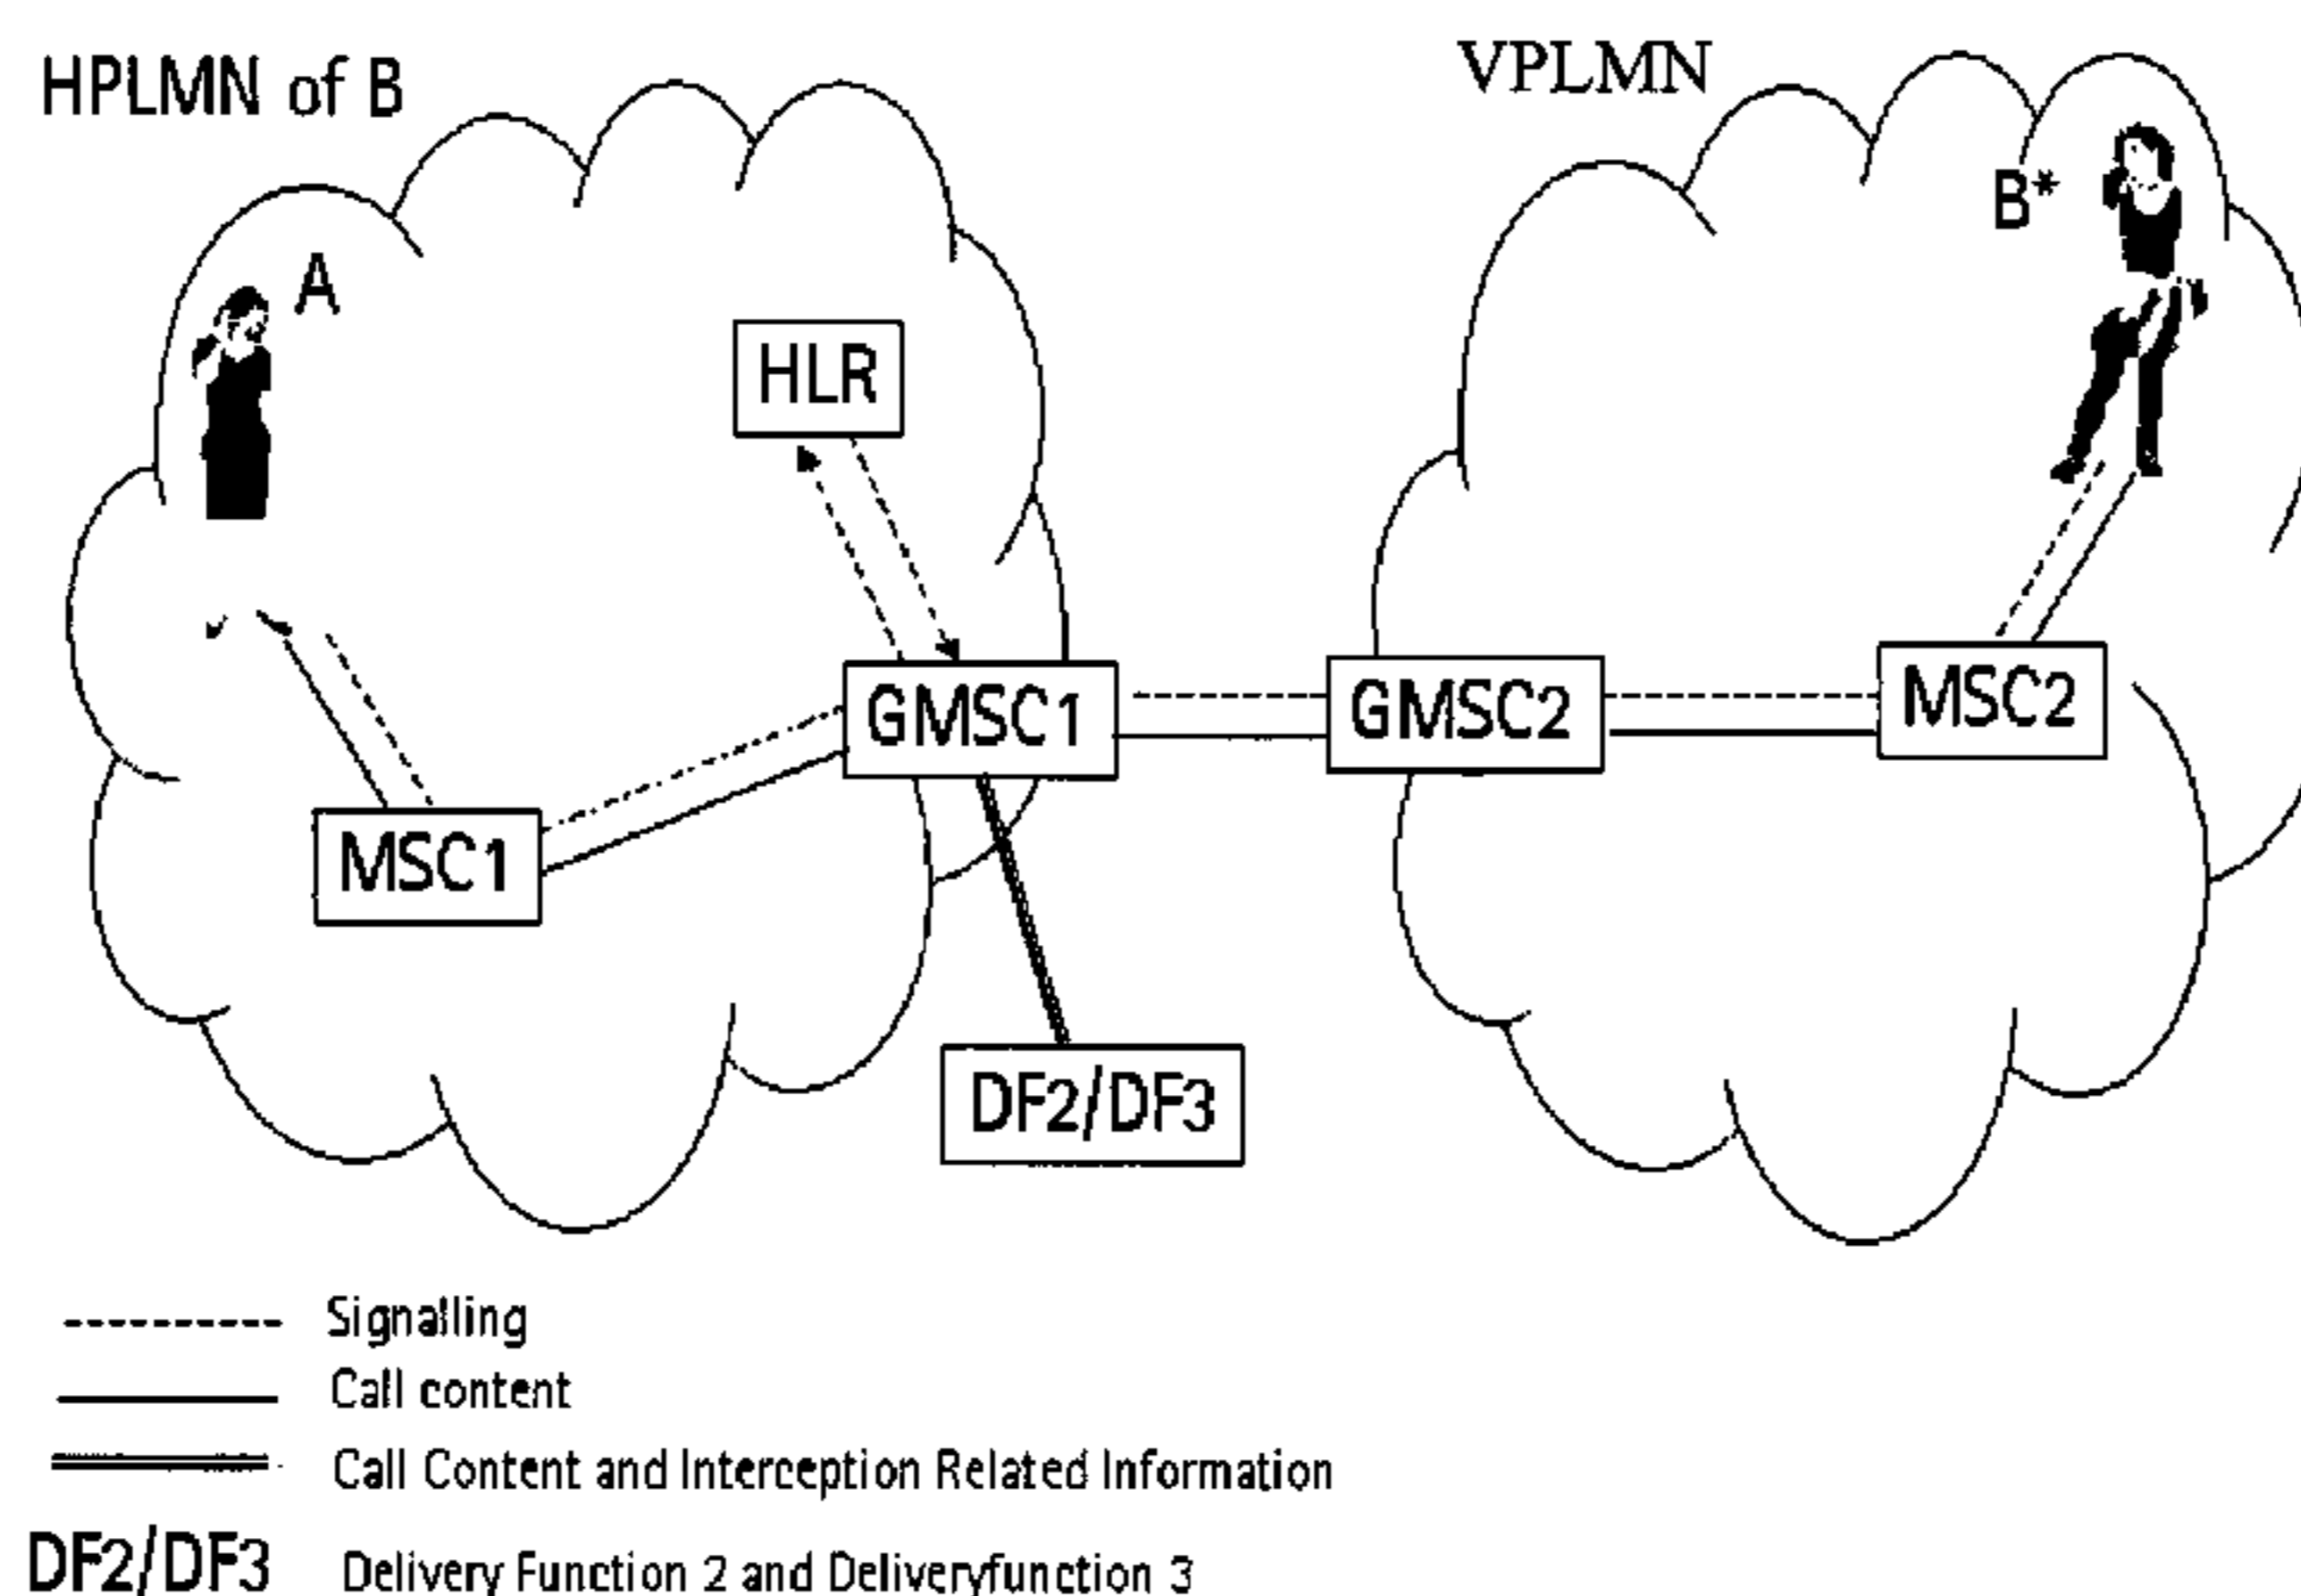 HPLMN of B
VPLMN
A
B*
HLR
GMSC1
GMSC2
MSC2
MSC1
DF2/DF3
Signalling
Call content
Call Content and Interception Related Information
DF2/DF3 Delivery Function 2 and Deliveryfunction 3